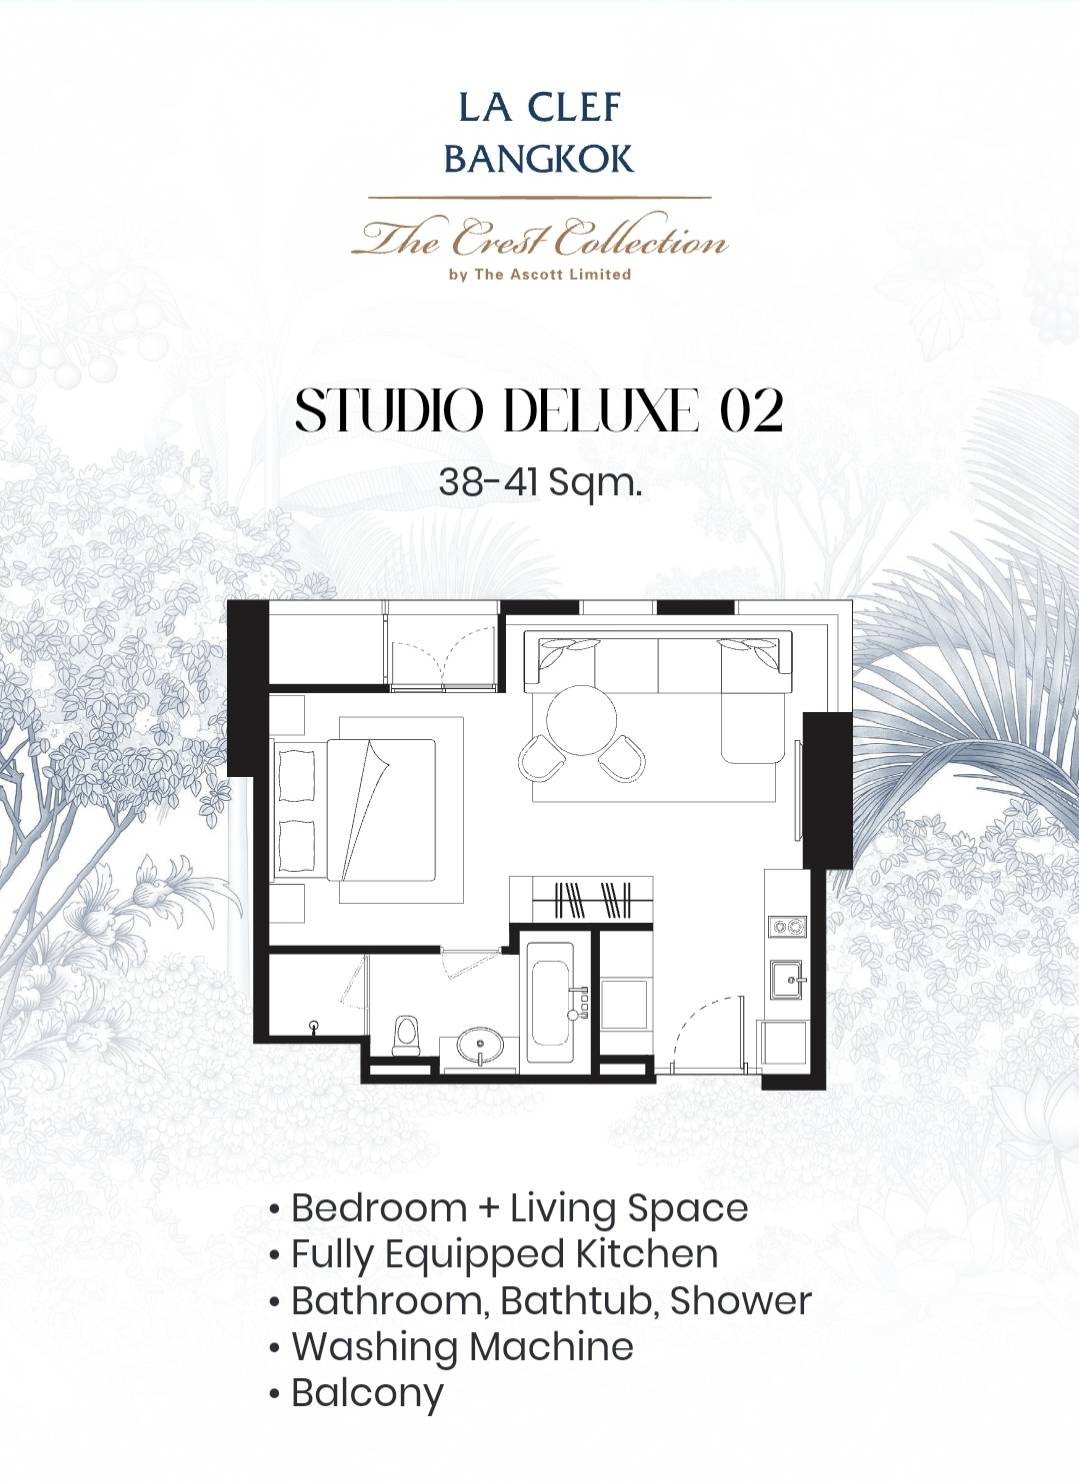 LA CLEF
BANGKOK
The Crest Collection
by The Ascott Limited
STUDIO DELUXE 02
38-41 Sqm.
• Bedroom + Living Space
• Fully Equipped Kitchen
• Bathroom, Bathtub, Shower
• Washing Machine
• Balcony